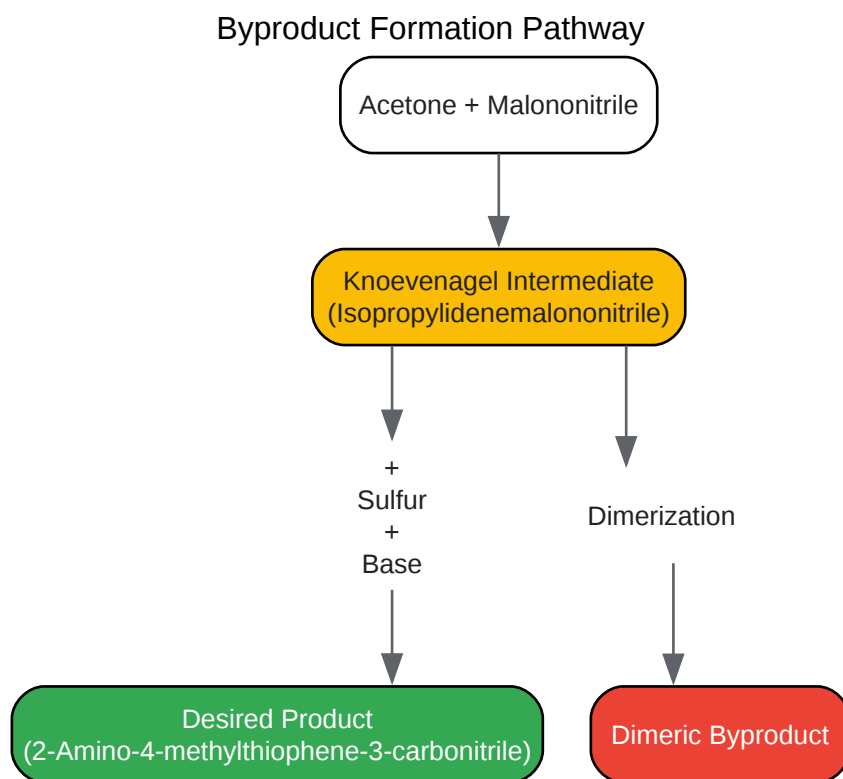 Byproduct Formation Pathway
Acetone + Malononitrile
Knoevenagel Intermediate
(Isopropylidenemalononitrile)
+
Sulfur
+
Base
Dimerization
Desired Product
(2-Amino-4-methylthiophene-3-carbonitrile)
Dimeric Byproduct